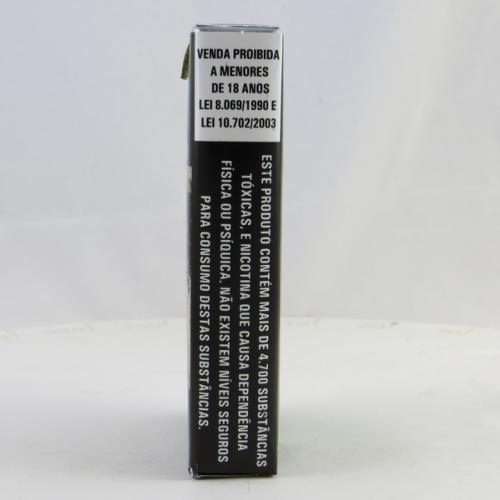 VENDA PROIBIDA
A MENORES
DE 18 ANOS
LEI 8.069/1990 E
LEI 10.702/2003
ESTE PRODUTO CONTÉM MAIS DE 4.700 SUBSTÂNCIAS
TÓXICAS, E NICOTINA QUE CAUSA DEPENDÊNCIA
FÍSICA OU PSÍQUICA. NÃO EXISTEM NÍVEIS SEGUROS
PARA CONSUMO DESTAS SUBSTÂNCIAS.